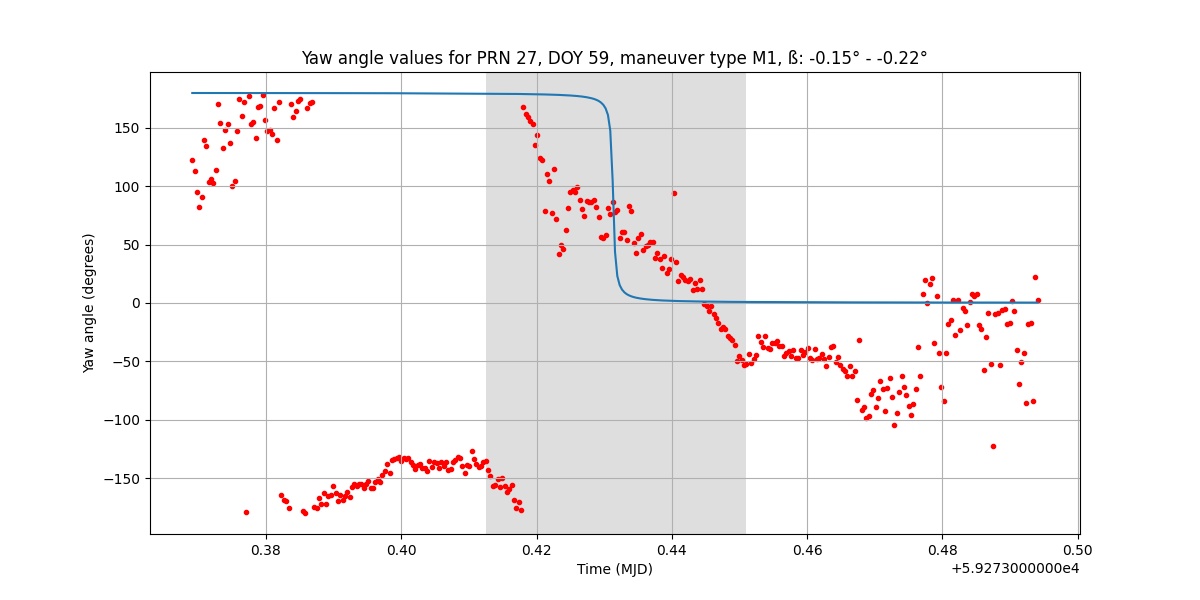 Yaw angle values for PRN 27, DOY 59, maneuver type M1, ß: -0.15° - -0.22°
Yaw angle (degrees)
150
100
50
0
−50
−100
−150
0.38 0.40 0.42 0.44 0.46 0.48 0.50
Time (MJD)
+5.9273000000e4